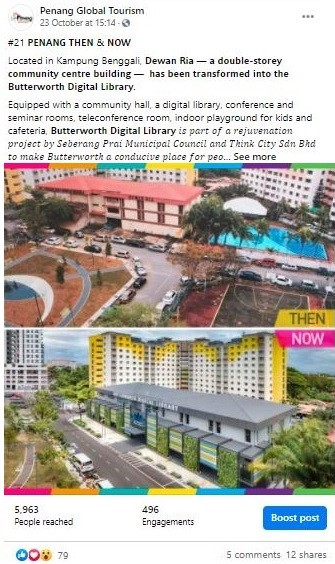 Penang Global Tourism
23 October at 15:14 ·
#21 PENANG THEN & NOW
Located in Kampung Benggali, Dewan Ria — a double-storey
community centre building — has been transformed into the
Butterworth Digital Library.
Equipped with a community hall, a digital library, conference and
seminar rooms, teleconference room, indoor playground for kids and
cafeteria, Butterworth Digital Library is part of a rejuvenation
project by Seberang Prai Municipal Council and Think City Sdn Bhd
to make Butterworth a conducive place for peo... See more
THEN
NOW
DIGITAL LIBRARY
5,963
People reached
496
Engagements
Boost post
79
5 comments 12 shares